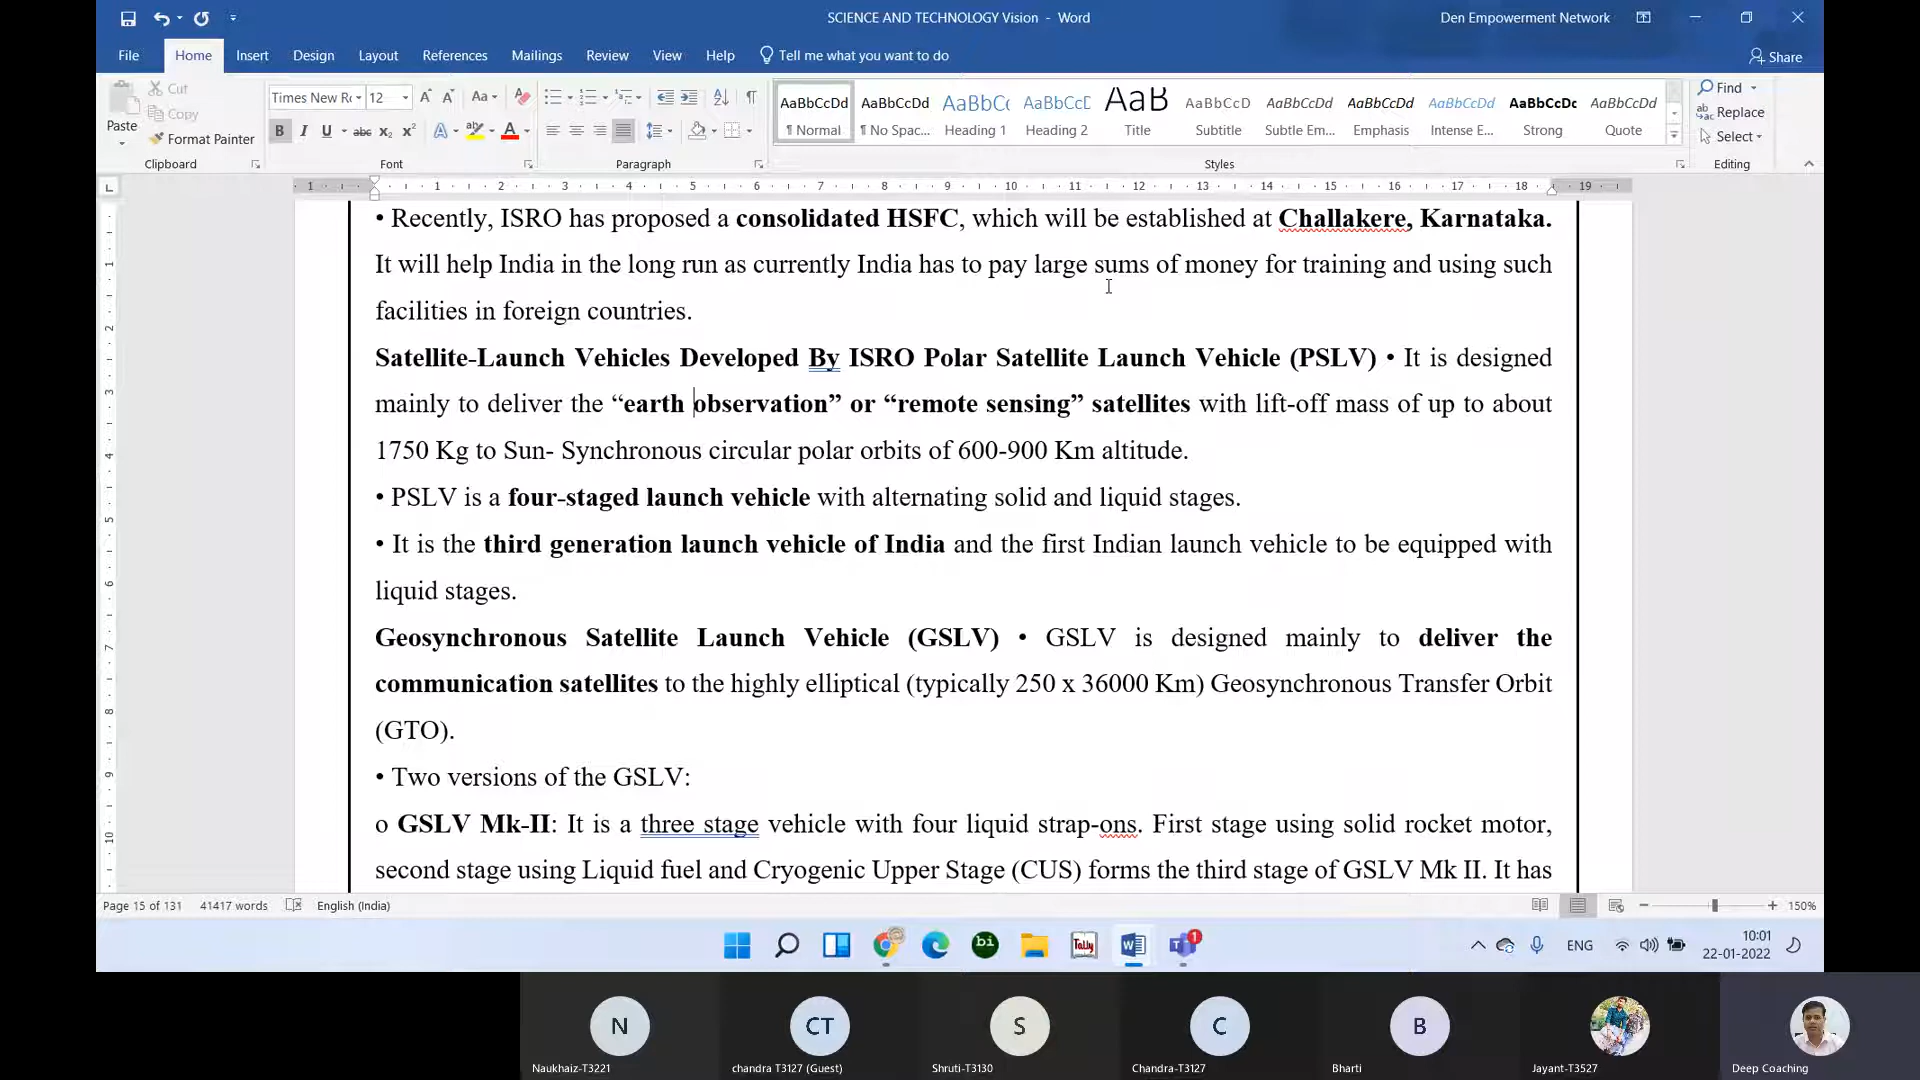 SCIENCE AND TECHNOLOGY Vision - Word
Den Empowerment Network
File Home Insert Design Layout References Mailings Review View Help Tell me what you want to do
Share
Paste
Cut
Copy
Format Painter
Clipboard
Times New Ro 12
Font
Paragraph
AaBbCcDd ¶ Normal
AaBbCcDd ¶ No Spac...
AaBbCc Heading 1
AaBbCcD Heading 2
AaB Title
AaBbCcD Subtitle
AaBbCcDd Subtle Em...
AaBbCcDd Emphasis
AaBbCcDd Intense E...
AaBbCcDc Strong
AaBbCcDd Quote
Styles
Find
Replace
Select
Editing
• Recently, ISRO has proposed a consolidated HSFC, which will be established at Challakere, Karnataka.
It will help India in the long run as currently India has to pay large sums of money for training and using such
facilities in foreign countries.
Satellite-Launch Vehicles Developed By ISRO Polar Satellite Launch Vehicle (PSLV) • It is designed
mainly to deliver the “earth observation” or “remote sensing” satellites with lift-off mass of up to about
1750 Kg to Sun- Synchronous circular polar orbits of 600-900 Km altitude.
• PSLV is a four-staged launch vehicle with alternating solid and liquid stages.
• It is the third generation launch vehicle of India and the first Indian launch vehicle to be equipped with
liquid stages.
Geosynchronous Satellite Launch Vehicle (GSLV) • GSLV is designed mainly to deliver the
communication satellites to the highly elliptical (typically 250 x 36000 Km) Geosynchronous Transfer Orbit
(GTO).
• Two versions of the GSLV:
o GSLV Mk-II: It is a three stage vehicle with four liquid strap-ons. First stage using solid rocket motor,
second stage using Liquid fuel and Cryogenic Upper Stage (CUS) forms the third stage of GSLV Mk II. It has
Page 15 of 131 41417 words English (India)
150%
bi
Tally
1
ENG
10:01
22-01-2022
N
CT
S
C
B
Naukhaiz-T3221
chandra T3127 (Guest)
Shruti-T3130
Chandra-T3127
Bharti
Jayant-T3527
Deep Coaching